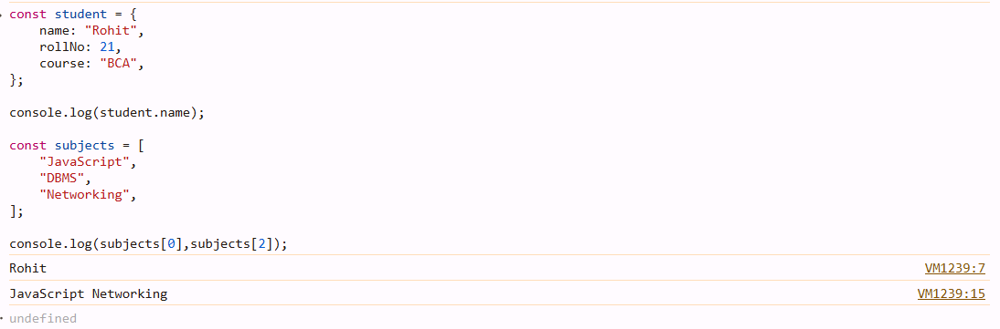 const student = {
    name: "Rohit",
    rollNo: 21,
    course: "BCA",
};

console.log(student.name);

const subjects = [
    "JavaScript",
    "DBMS",
    "Networking",
];

console.log(subjects[0],subjects[2]);
Rohit VM1239:7
JavaScript Networking VM1239:15
undefined